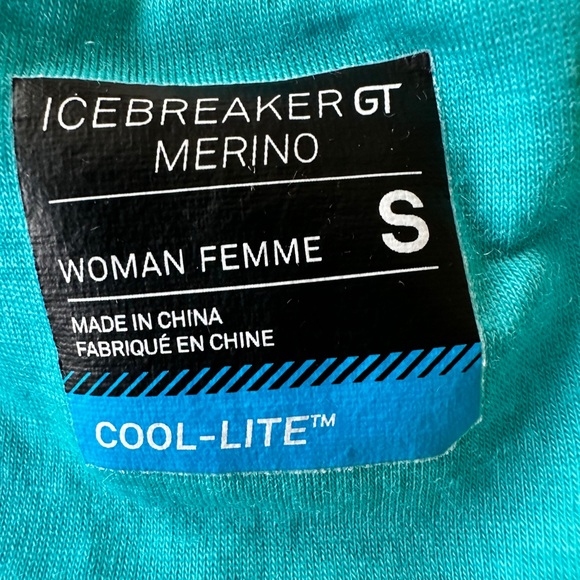 ICEBREAKER GT
MERINO
S
WOMAN FEMME
MADE IN CHINA
FABRIQUÉ EN CHINE
COOL-LITE™